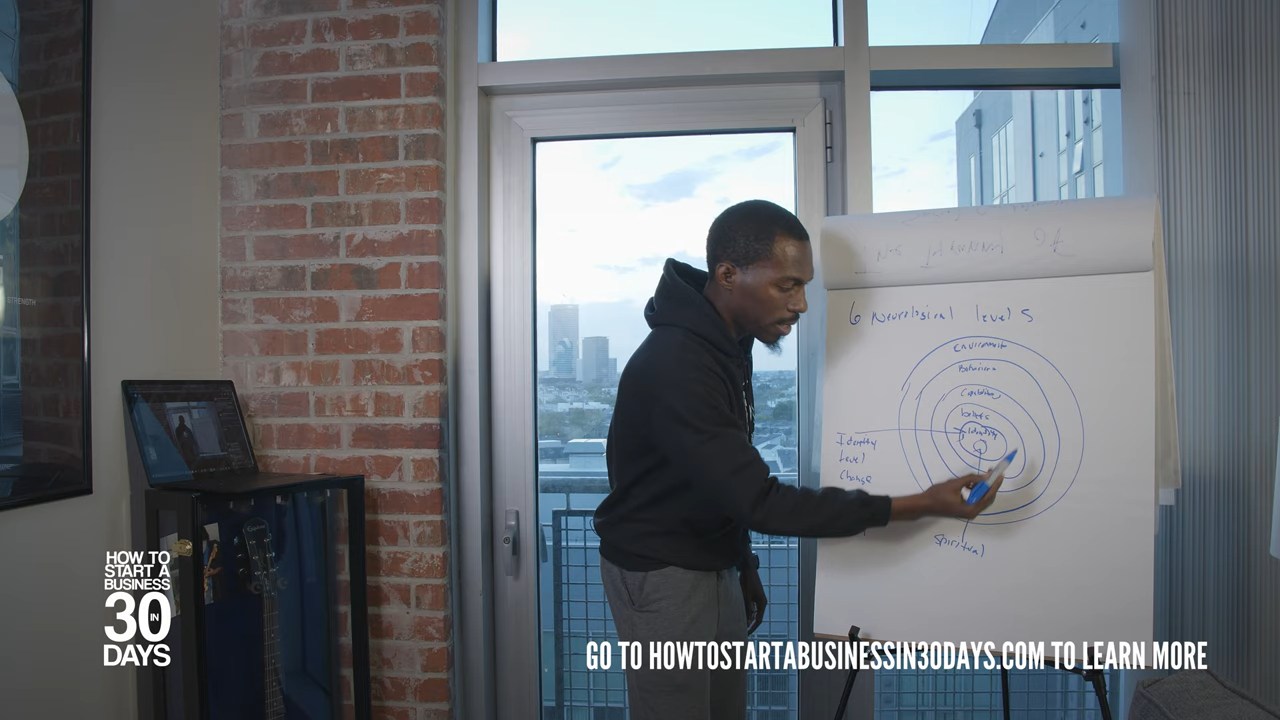 STRENGTH
6 Neurological levels
Environment
Behaviors
Capabilities
beliefs
Identity
Identity
Level
Change
Spiritual
HOW TO
START A
BUSINESS
30 IN
DAYS
GO TO HOWTOSTARTABUSINESSIN30DAYS.COM TO LEARN MORE